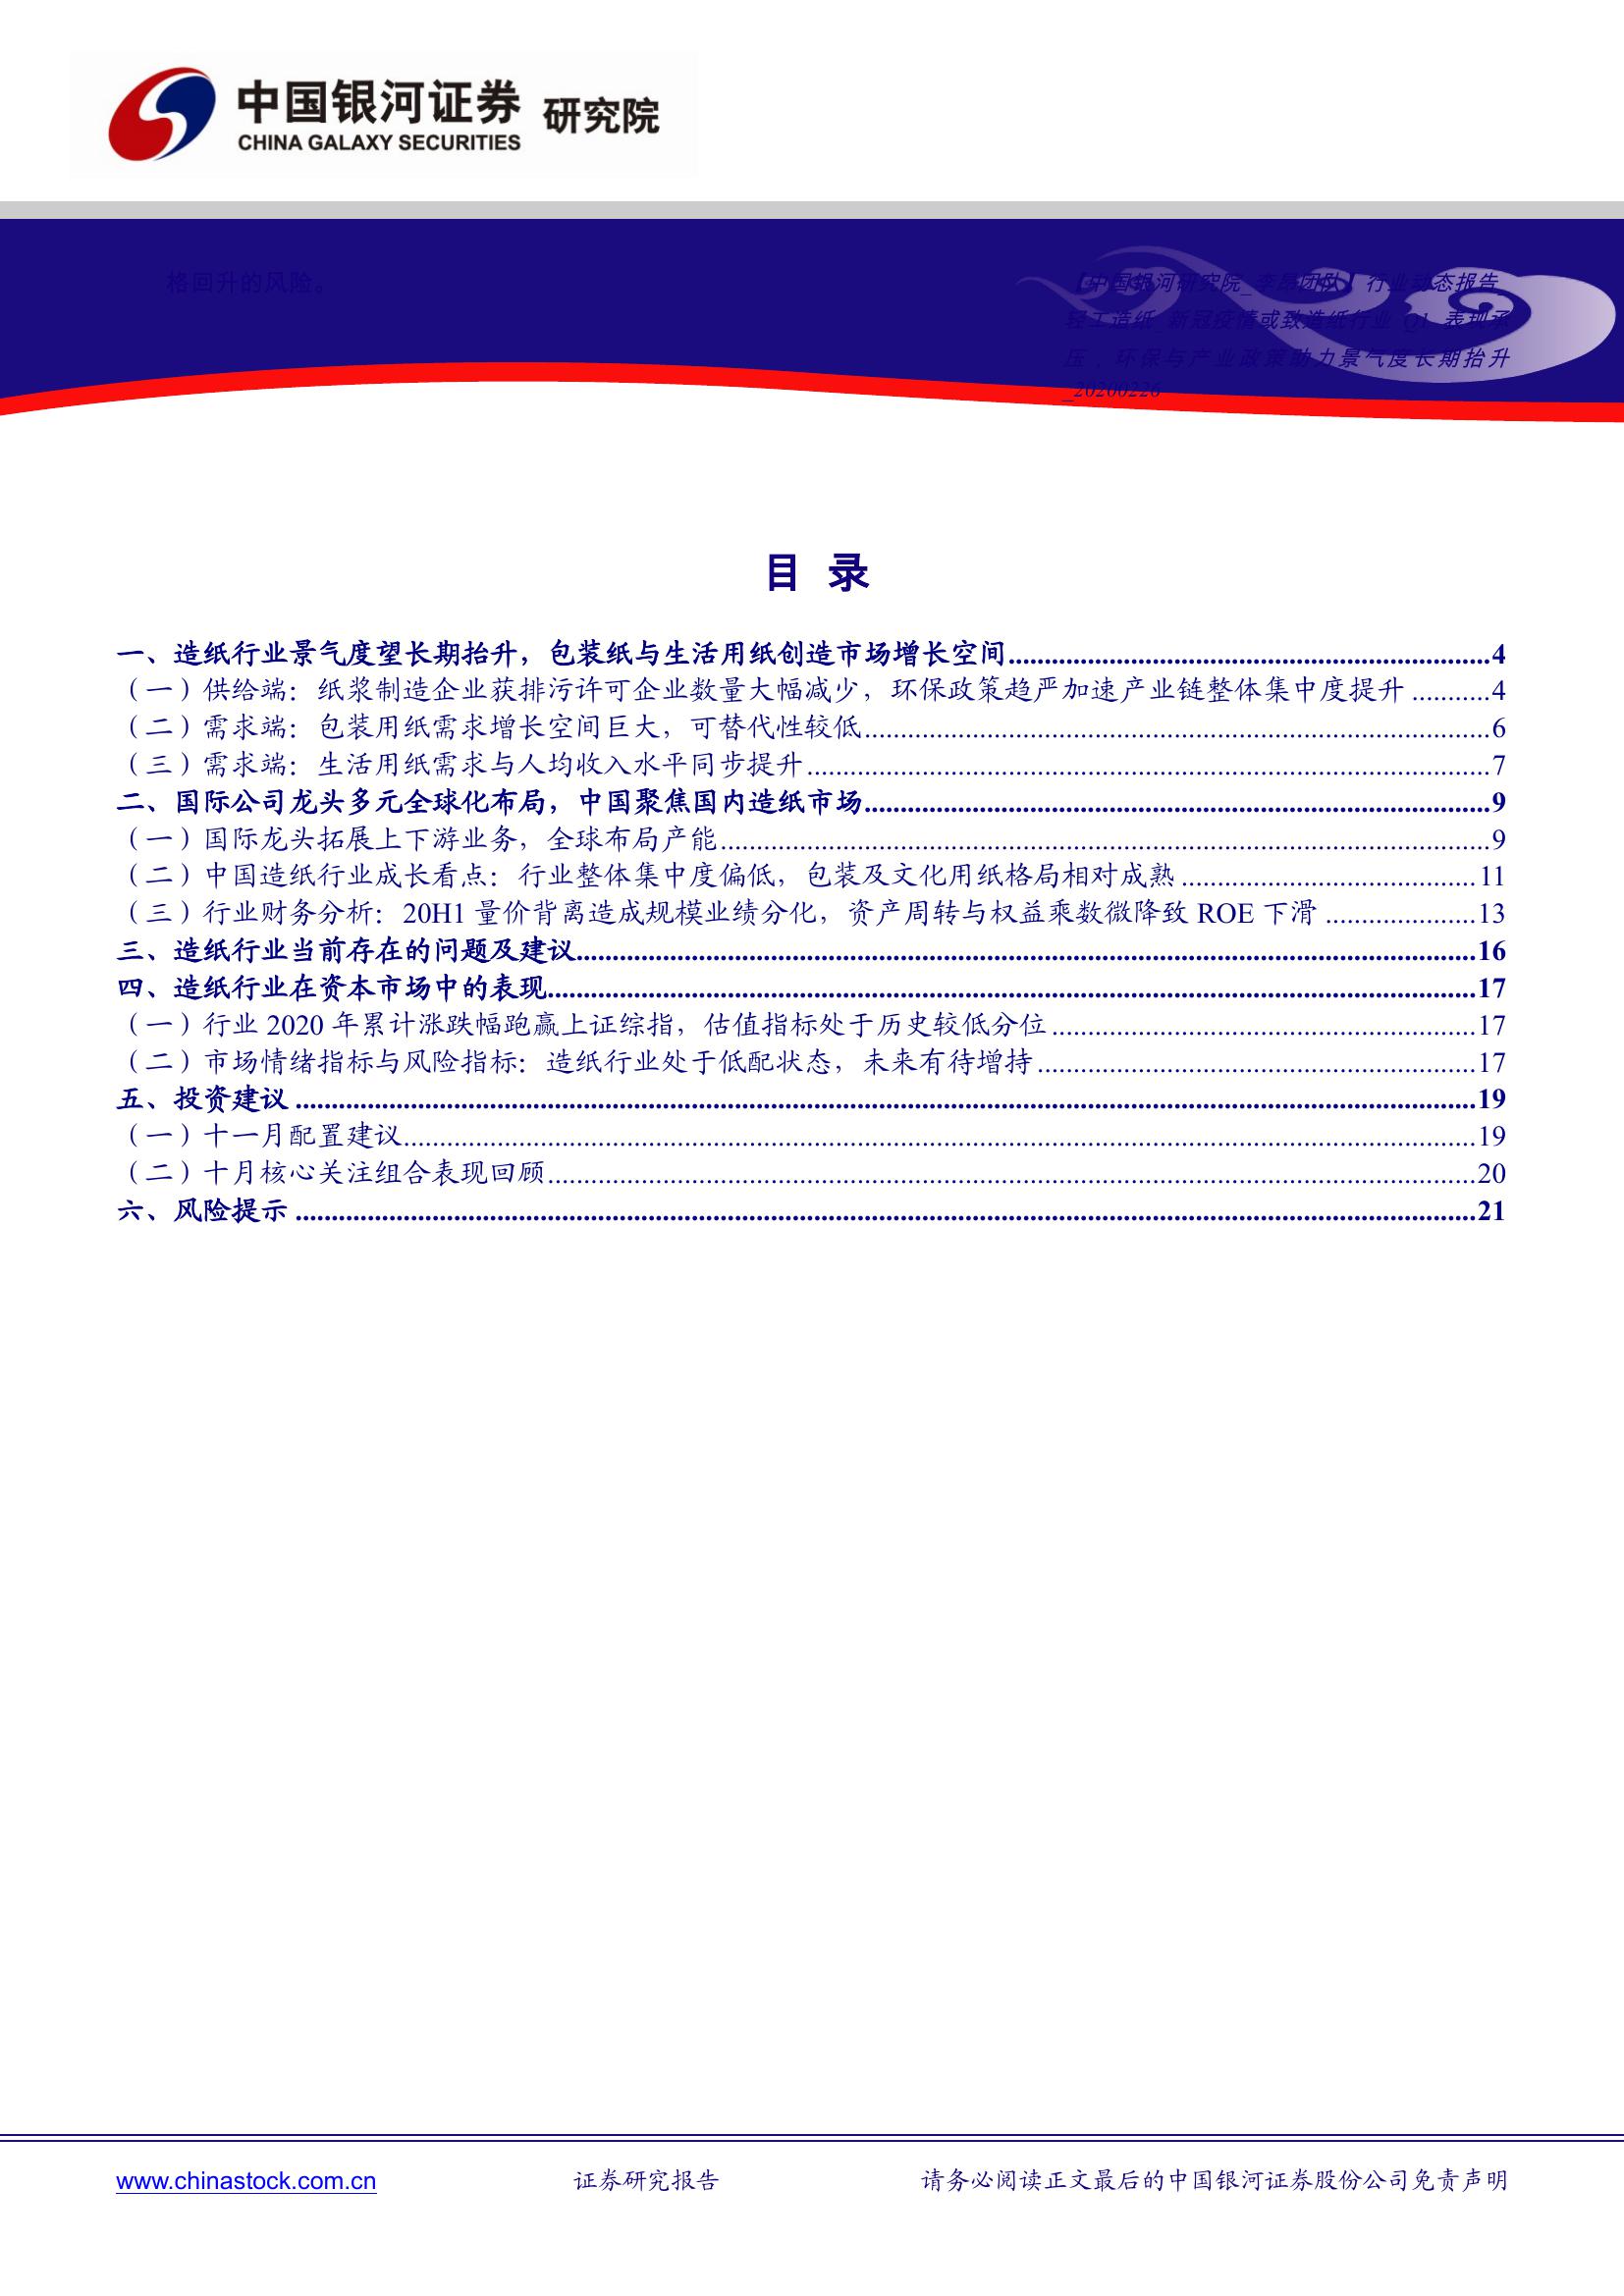 中国银河证券 研究院
CHINA GALAXY SECURITIES
格回升的风险。
【中国银河研究院_李昂团队】行业动态报告_
轻工造纸_新冠疫情或致造纸行业 Q1 表现承
压，环保与产业政策助力景气度长期抬升
_20200226
目 录
一、造纸行业景气度望长期抬升，包装纸与生活用纸创造市场增长空间....................4
（一）供给端：纸浆制造企业获排污许可企业数量大幅减少，环保政策趋严加速产业链整体集中度提升...........4
（二）需求端：包装用纸需求增长空间巨大，可替代性较低....................6
（三）需求端：生活用纸需求与人均收入水平同步提升....................7
二、国际公司龙头多元全球化布局，中国聚焦国内造纸市场....................9
（一）国际龙头拓展上下游业务，全球布局产能....................9
（二）中国造纸行业成长看点：行业整体集中度偏低，包装及文化用纸格局相对成熟....................11
（三）行业财务分析：20H1 量价背离造成规模业绩分化，资产周转与权益乘数微降致 ROE 下滑....................13
三、造纸行业当前存在的问题及建议....................16
四、造纸行业在资本市场中的表现....................17
（一）行业 2020 年累计涨跌幅跑赢上证综指，估值指标处于历史较低分位....................17
（二）市场情绪指标与风险指标：造纸行业处于低配状态，未来有待增持....................17
五、投资建议....................19
（一）十一月配置建议....................19
（二）十月核心关注组合表现回顾....................20
六、风险提示....................21
www.chinastock.com.cn 证券研究报告 请务必阅读正文最后的中国银河证券股份公司免责声明